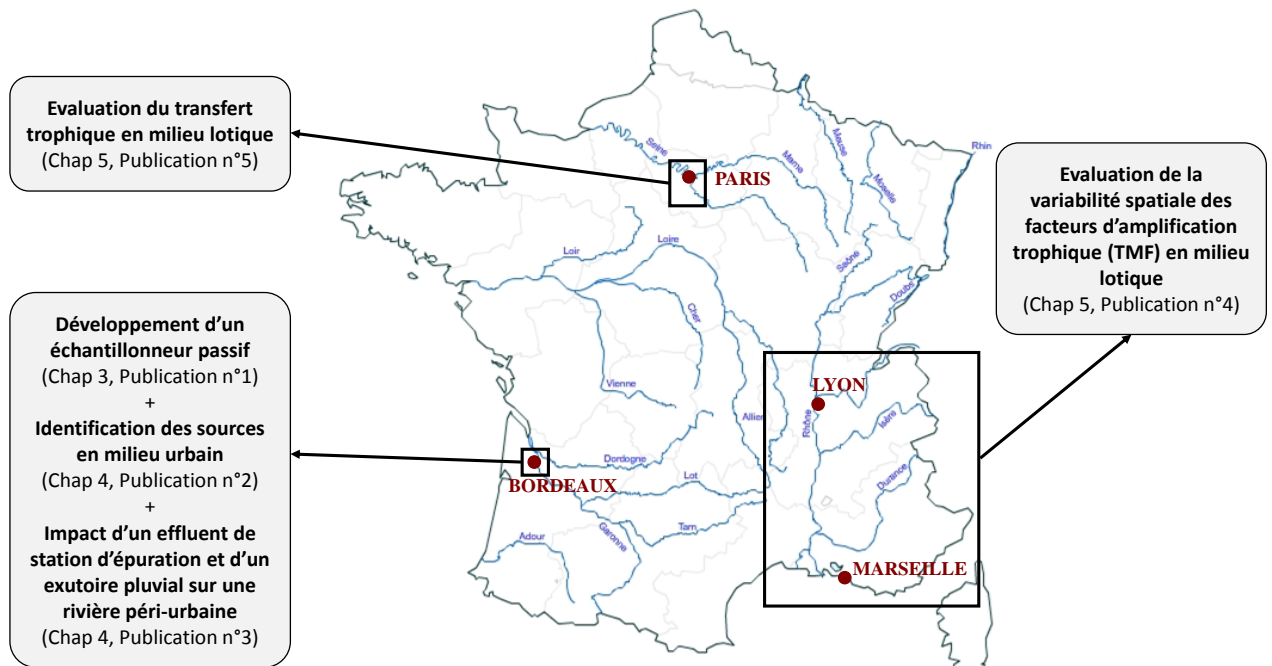 Evaluation du transfert
trophique en milieu lotique
(Chap 5, Publication n°5)
Développement d'un
échantillonneur passif
(Chap 3, Publication n°1)
+
Identification des sources
en milieu urbain
(Chap 4, Publication n°2)
+
Impact d'un effluent de
station d'épuration et d'un
exutoire pluvial sur une
rivière péri-urbaine
(Chap 4, Publication n°3)
Evaluation de la
variabilité spatiale des
facteurs d'amplification
trophique (TMF) en milieu
lotique
(Chap 5, Publication n°4)
Seine
Marne
Meuse
Moselle
Rhin
PARIS
Loir
Loire
Saône
Doubs
Cher
Vienne
Allier
LYON
Rhône
Isère
Dordogne
BORDEAUX
Lot
Durance
Garonne
Tarn
Adour
MARSEILLE